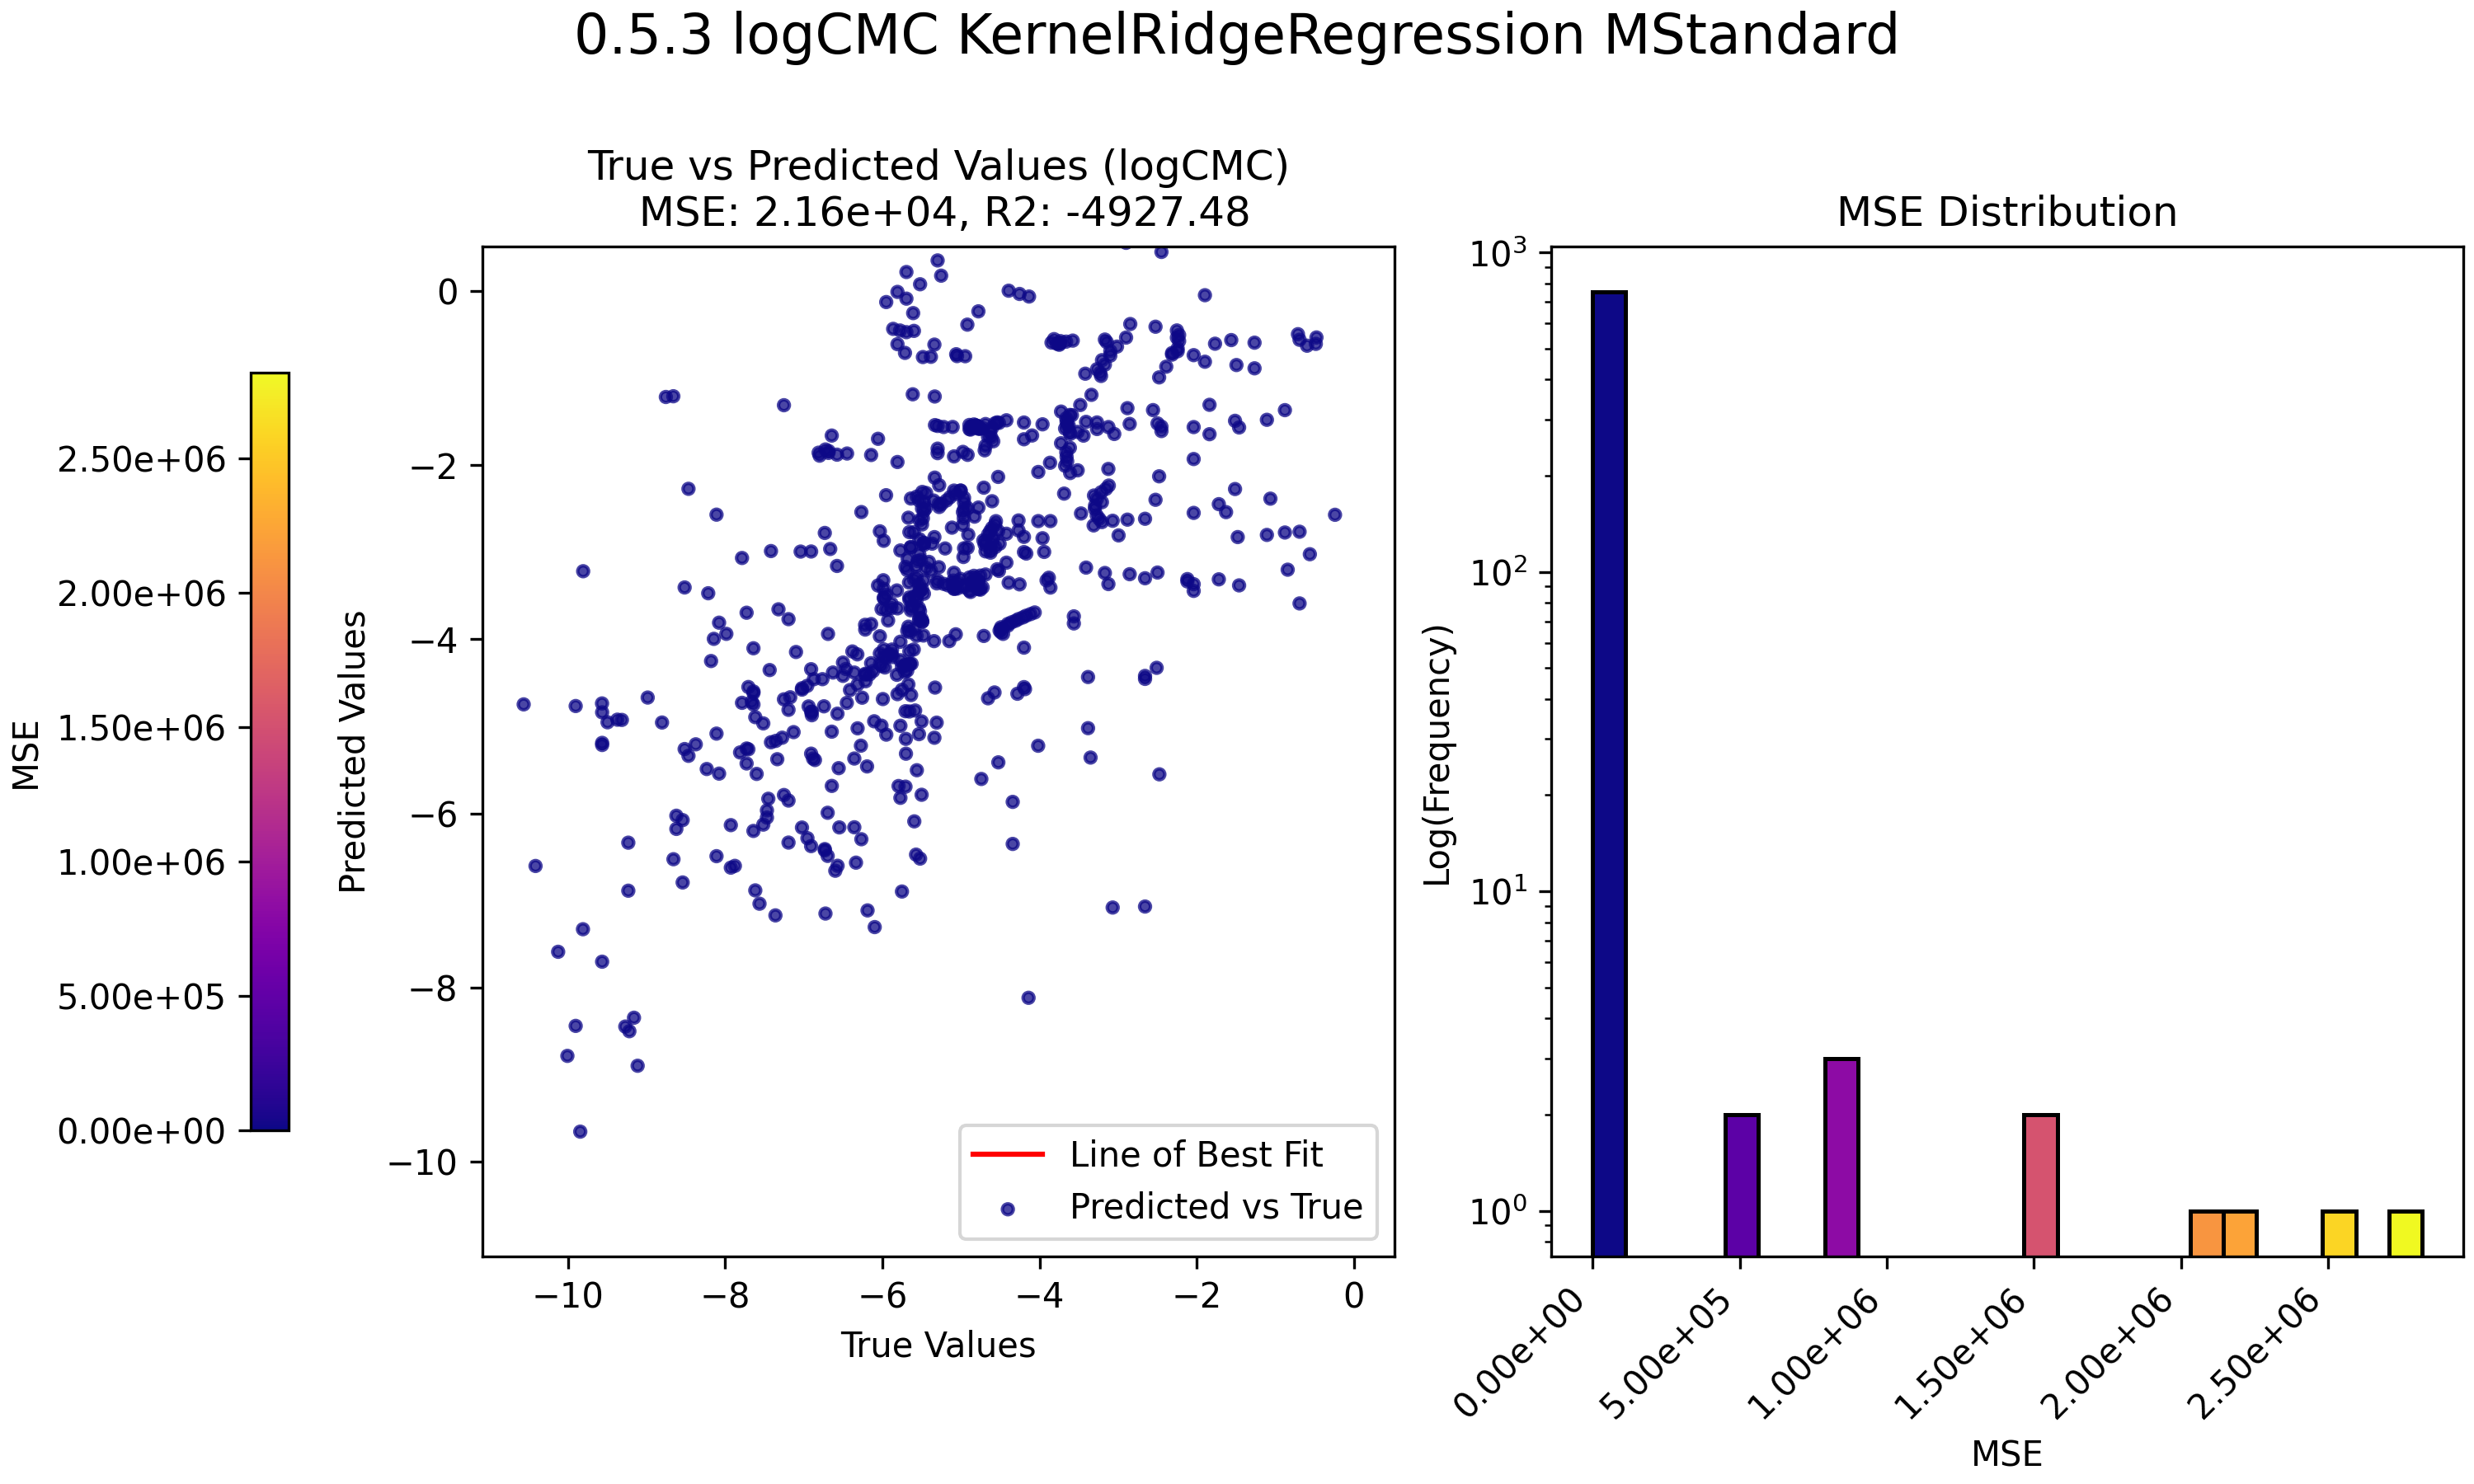 0.5.3 logCMC KernelRidgeRegression MStandard
MSE
2.50e+06
2.00e+06
1.50e+06
1.00e+06
5.00e+05
0.00e+00
True vs Predicted Values (logCMC)
MSE: 2.16e+04, R2: -4927.48
Predicted Values
0
−2
−4
−6
−8
−10
Line of Best Fit
Predicted vs True
−10 −8 −6 −4 −2 0
True Values
MSE Distribution
Log(Frequency)
10³
10²
10¹
10⁰
0.00e+00 5.00e+05 1.00e+06 1.50e+06 2.00e+06 2.50e+06
MSE